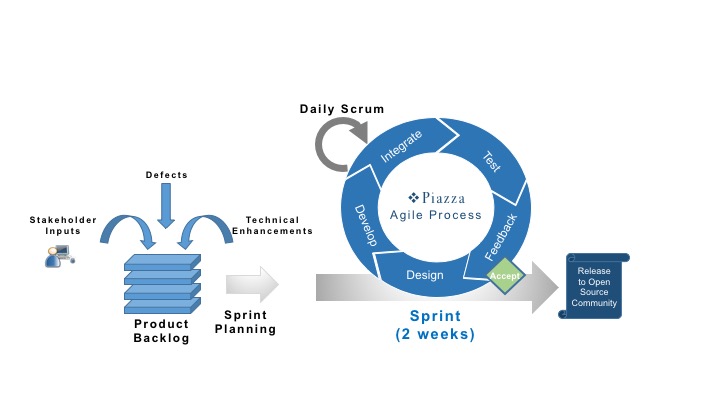 Daily Scrum
Integrate
Test
Feedback
Design
Develop
Piazza
Agile Process
Accept
Defects
Stakeholder
Inputs
Technical
Enhancements
Product
Backlog
Sprint
Planning
Sprint
(2 weeks)
Release
to Open
Source
Community